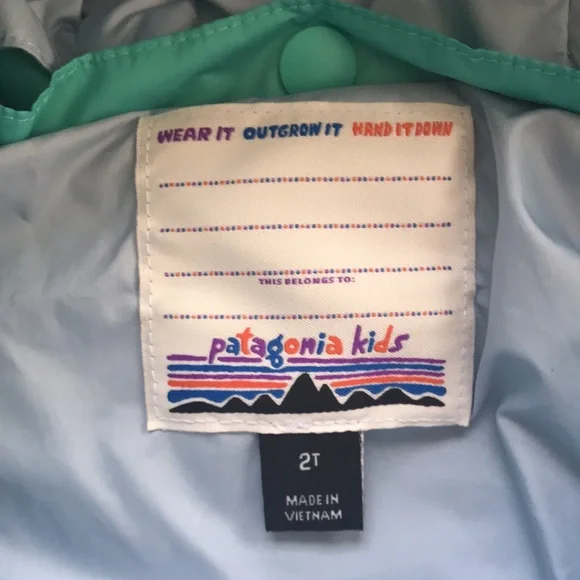 WEAR IT OUTGROW IT HAND IT DOWN
THIS BELONGS TO:
patagonia kids
2T
MADE IN
VIETNAM